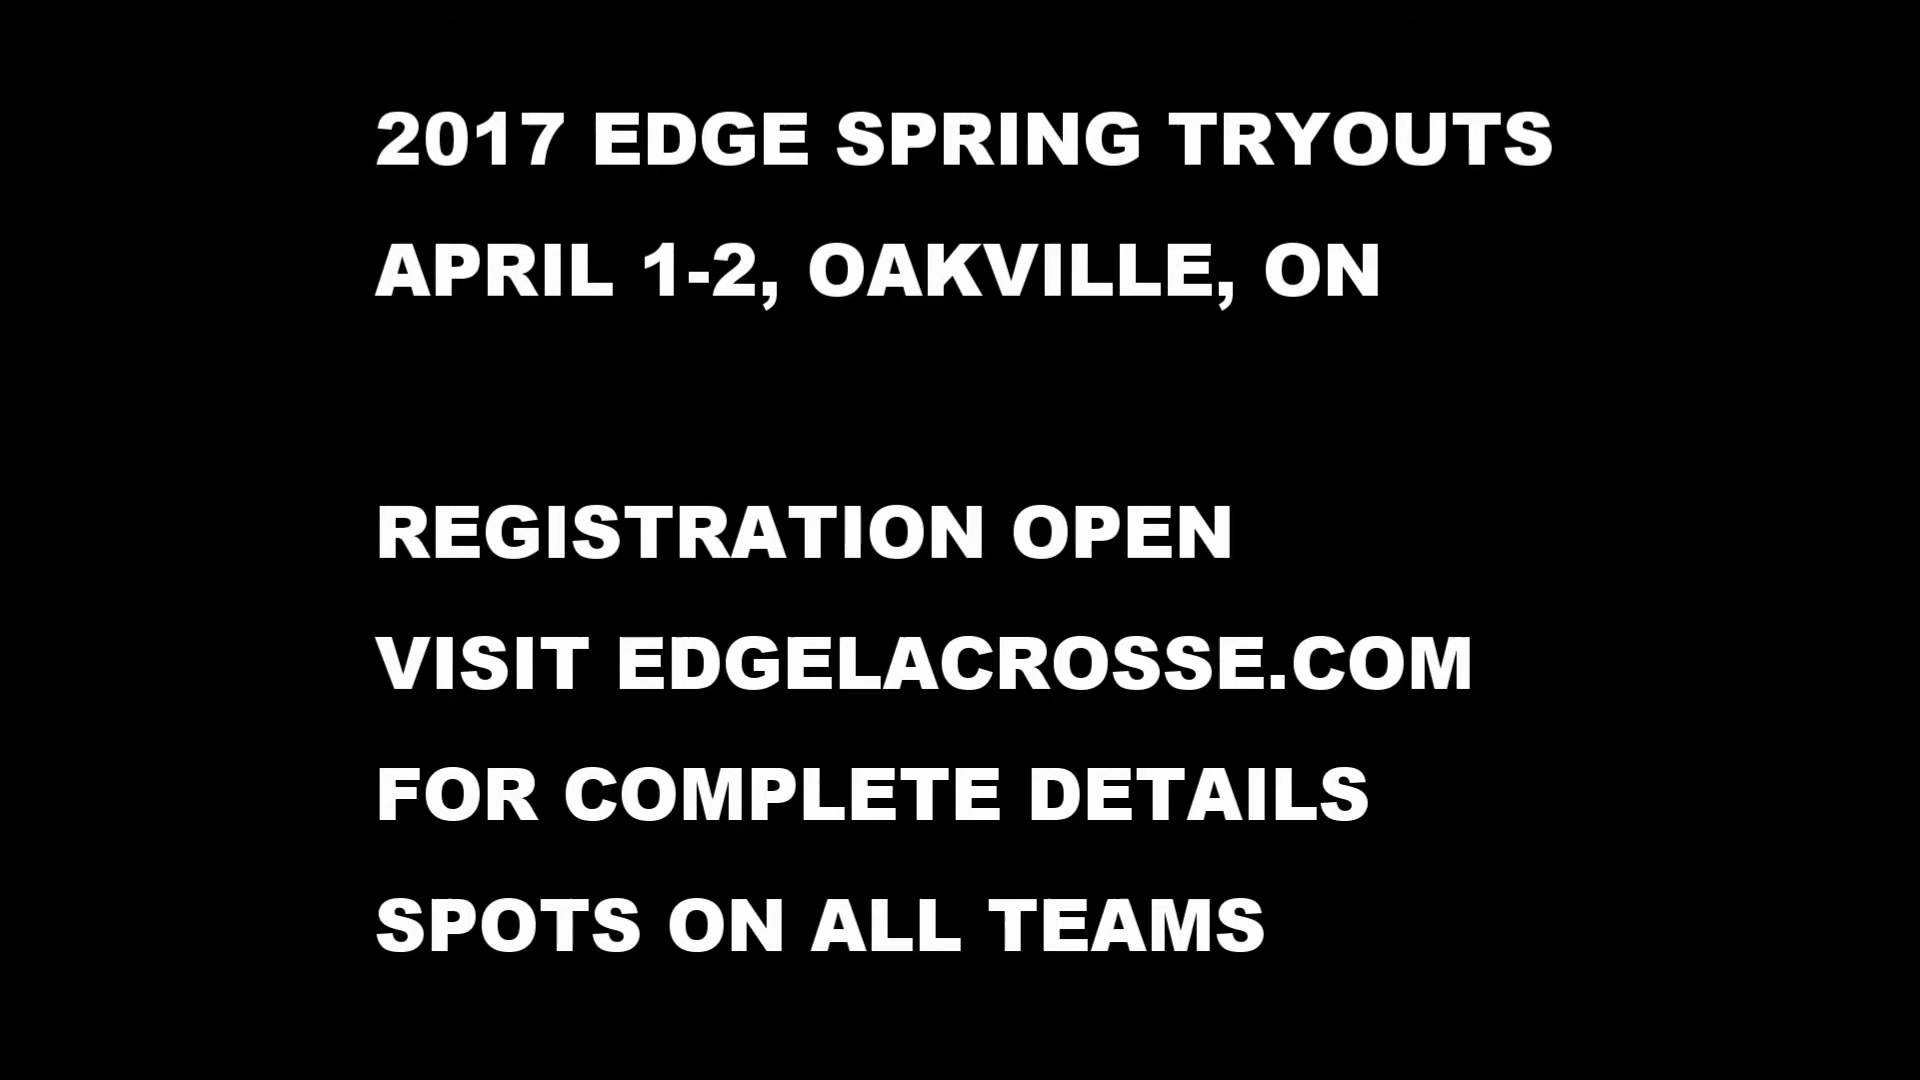 2017 EDGE SPRING TRYOUTS
APRIL 1-2, OAKVILLE, ON
REGISTRATION OPEN
VISIT EDGELACROSSE.COM
FOR COMPLETE DETAILS
SPOTS ON ALL TEAMS